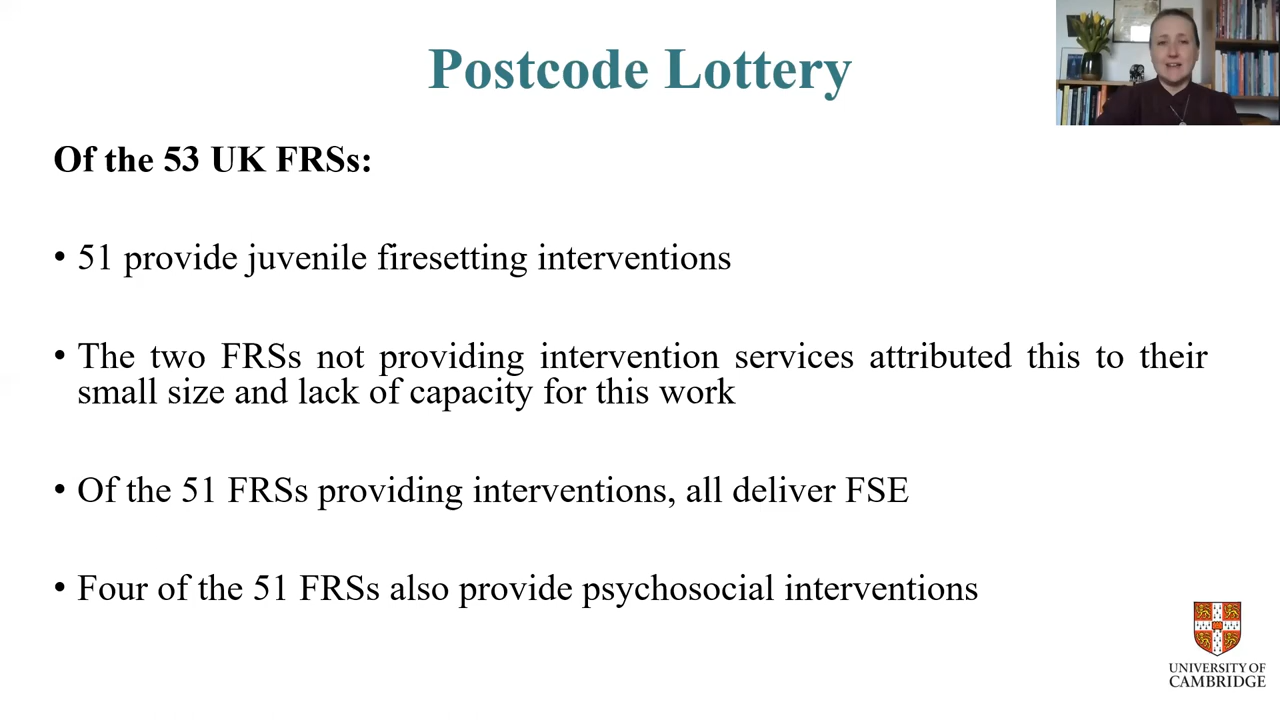 Postcode Lottery
Of the 53 UK FRSs:
• 51 provide juvenile firesetting interventions
• The two FRSs not providing intervention services attributed this to their
small size and lack of capacity for this work
• Of the 51 FRSs providing interventions, all deliver FSE
• Four of the 51 FRSs also provide psychosocial interventions
UNIVERSITY OF
CAMBRIDGE